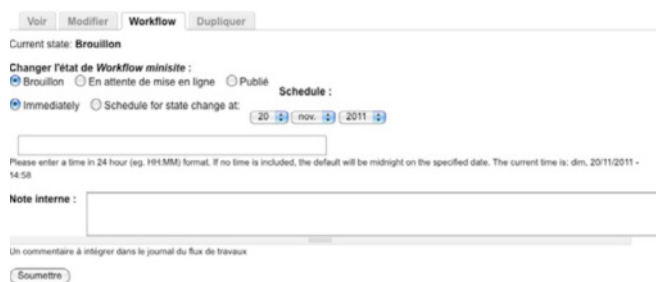 Voir Modifier Workflow Dupliquer
Current state: Brouillon
Changer l'état de Workflow minisite :
Brouillon En attente de mise en ligne Publié
Schedule :
Immediately Schedule for state change at:
20 nov. 2011
Please enter a time in 24 hour (eg. HH:MM) format. If no time is included, the default will be midnight on the specified date. The current time is: dim, 20/11/2011 -
14:58
Note interne :
Un commentaire à intégrer dans le journal du flux de travaux
Soumettre